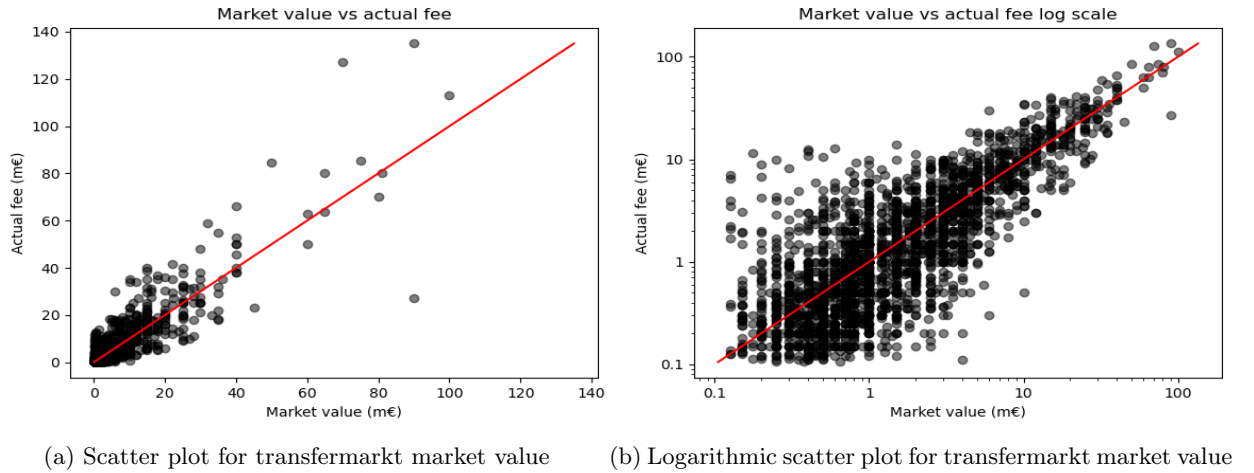 Market value vs actual fee
140
120
100
80
60
40
20
0
Actual fee (m€)
0 20 40 60 80 100 120 140
Market value (m€)
(a) Scatter plot for transfermarkt market value
Market value vs actual fee log scale
100
10
1
0.1
Actual fee (m€)
0.1 1 10 100
Market value (m€)
(b) Logarithmic scatter plot for transfermarkt market value